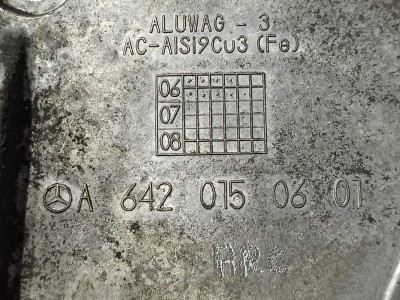 ALUWAG - 3
AC-AlSi9Cu3 (Fe)
06
07
08
A 642 015 06 01